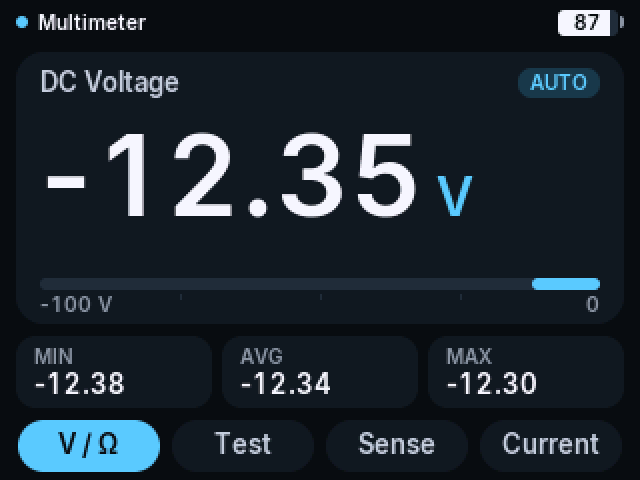 Multimeter
87
DC Voltage
AUTO
-12.35 V
-100 V
0
MIN
-12.38
AVG
-12.34
MAX
-12.30
V / Ω
Test
Sense
Current